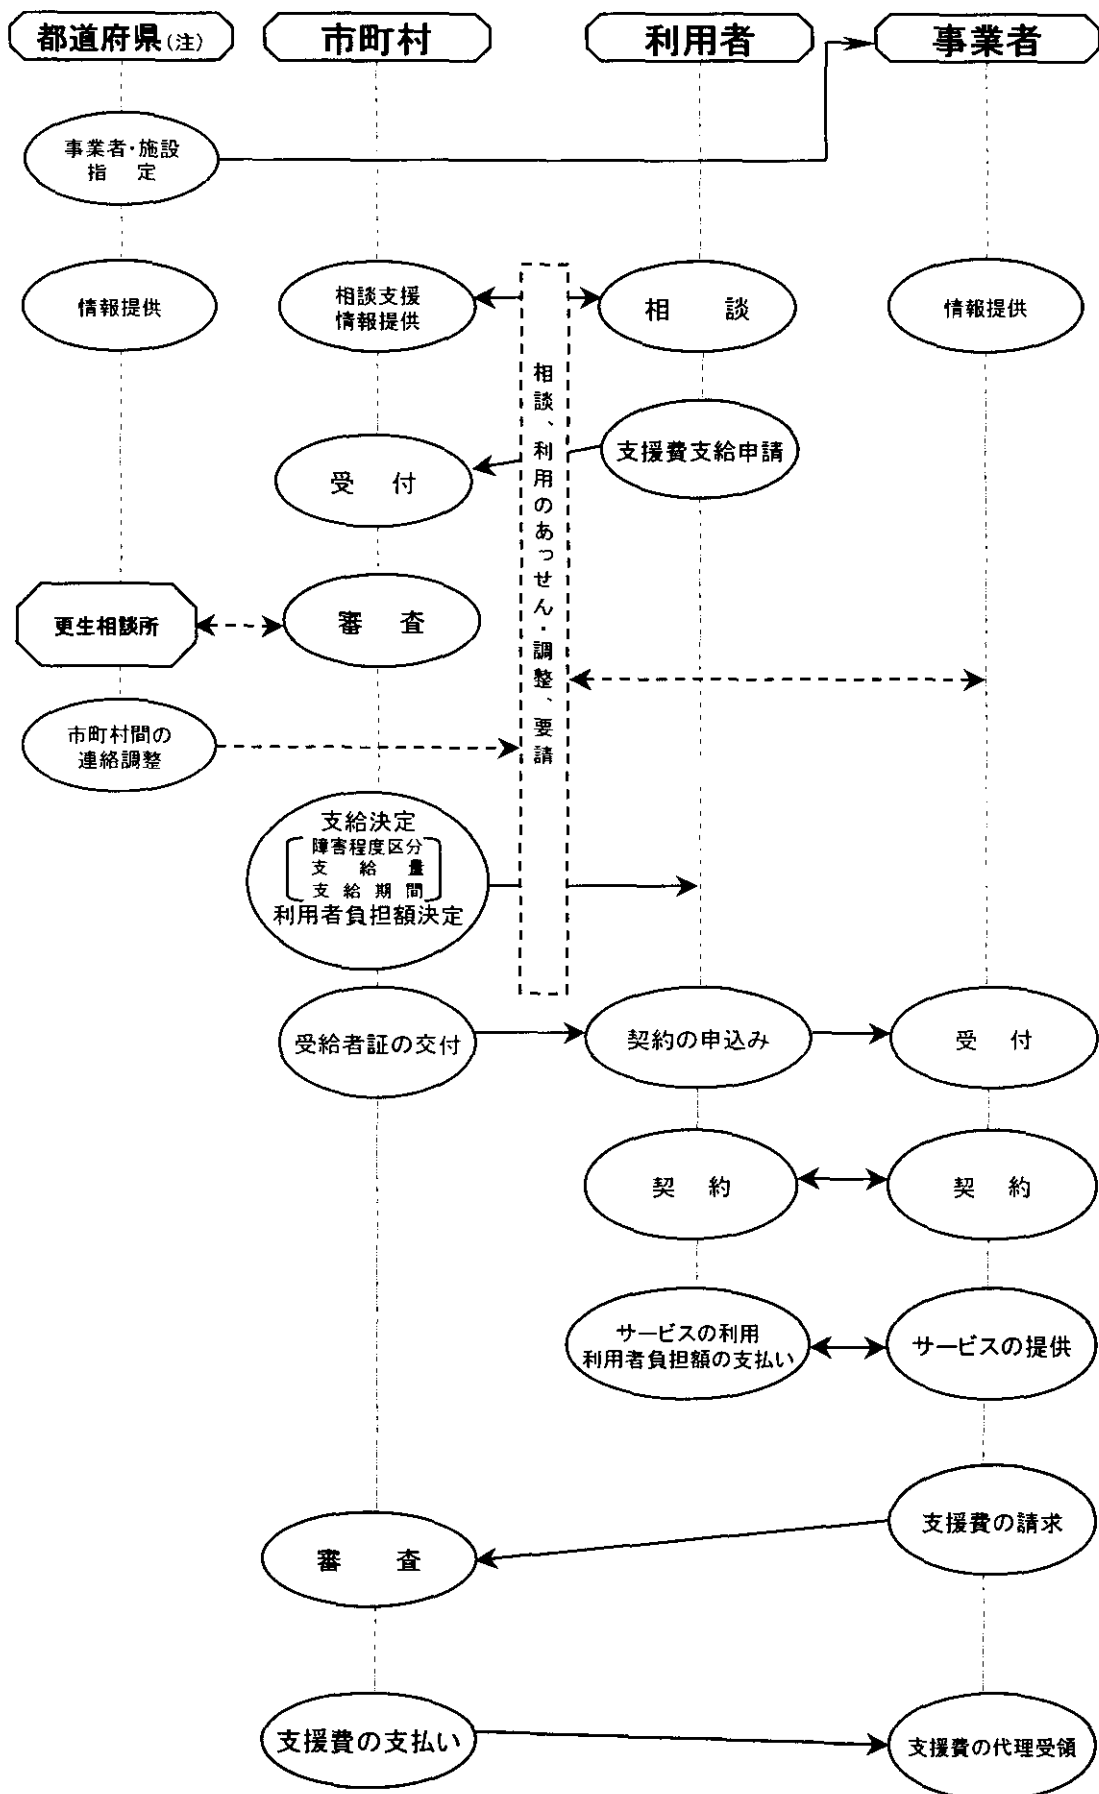 都道府県(注)
市町村
利用者
事業者
事業者・施設
指　定
情報提供
相談支援
情報提供
相　談
情報提供
相談、利用のあっせん・調整、要請
支援費支給申請
受　付
更生相談所
審　査
市町村間の
連絡調整
支給決定
障害程度区分
支　給　量
支給期間
利用者負担額決定
受給者証の交付
契約の申込み
受　付
契　約
契　約
サービスの利用
利用者負担額の支払い
サービスの提供
支援費の請求
審　査
支援費の支払い
支援費の代理受領